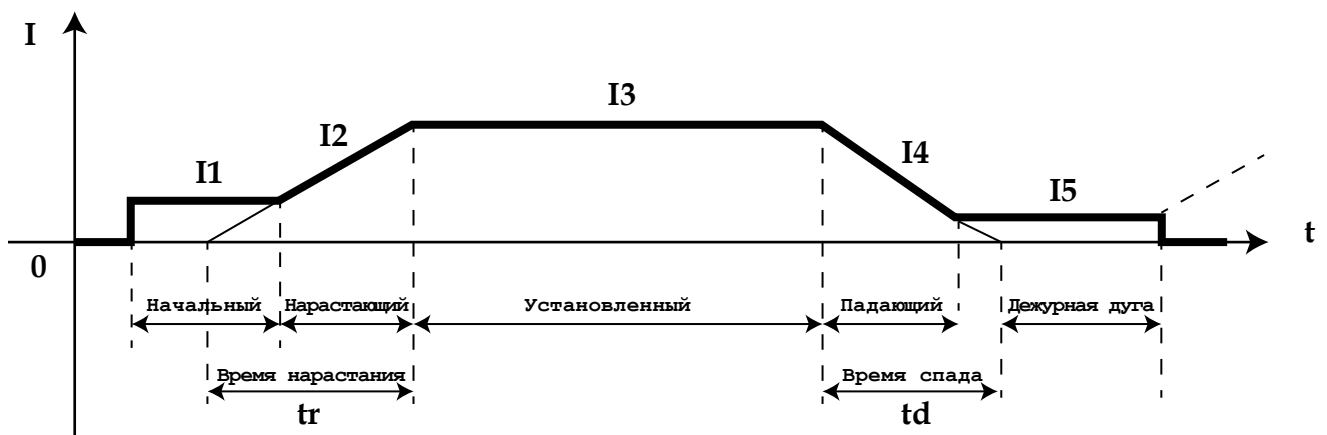 I
I3
I2
I4
I1
I5
t
0
Начальный
Нарастающий
Установленный
Падающий
Дежурная дуга
Время нарастания
Время спада
tr
td